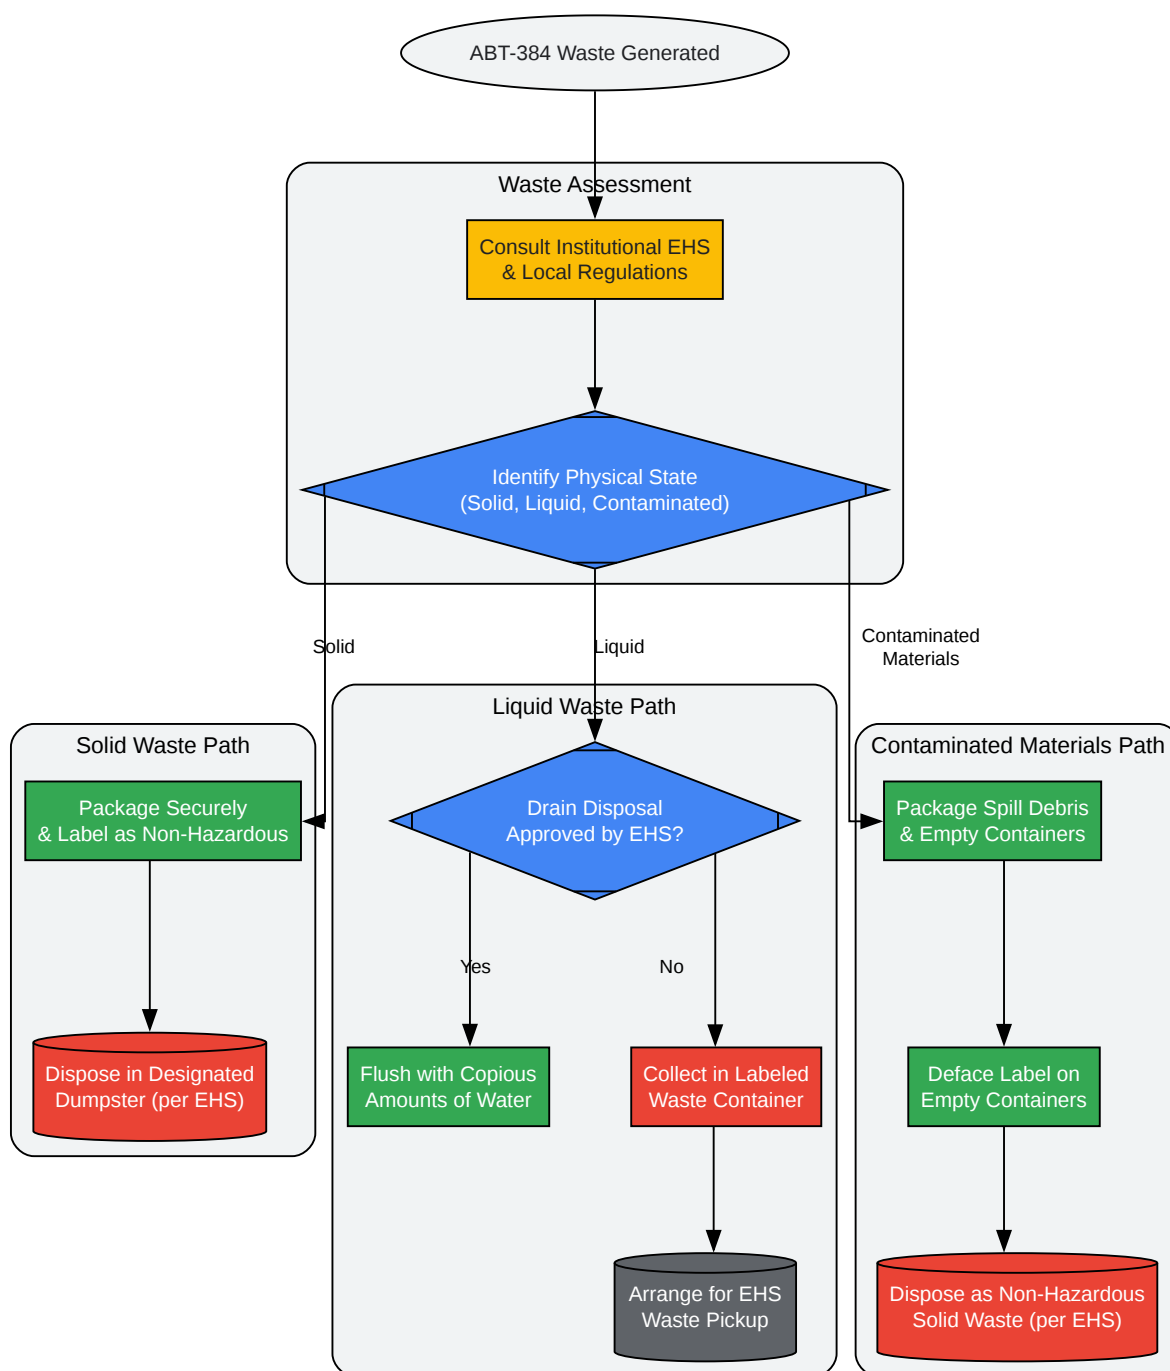 ABT-384 Waste Generated
Waste Assessment
Consult Institutional EHS
& Local Regulations
Identify Physical State
(Solid, Liquid, Contaminated)
Solid
Liquid
Contaminated
Materials
Solid Waste Path
Package Securely
& Label as Non-Hazardous
Dispose in Designated
Dumpster (per EHS)
Liquid Waste Path
Drain Disposal
Approved by EHS?
Yes
No
Flush with Copious
Amounts of Water
Collect in Labeled
Waste Container
Arrange for EHS
Waste Pickup
Contaminated Materials Path
Package Spill Debris
& Empty Containers
Deface Label on
Empty Containers
Dispose as Non-Hazardous
Solid Waste (per EHS)